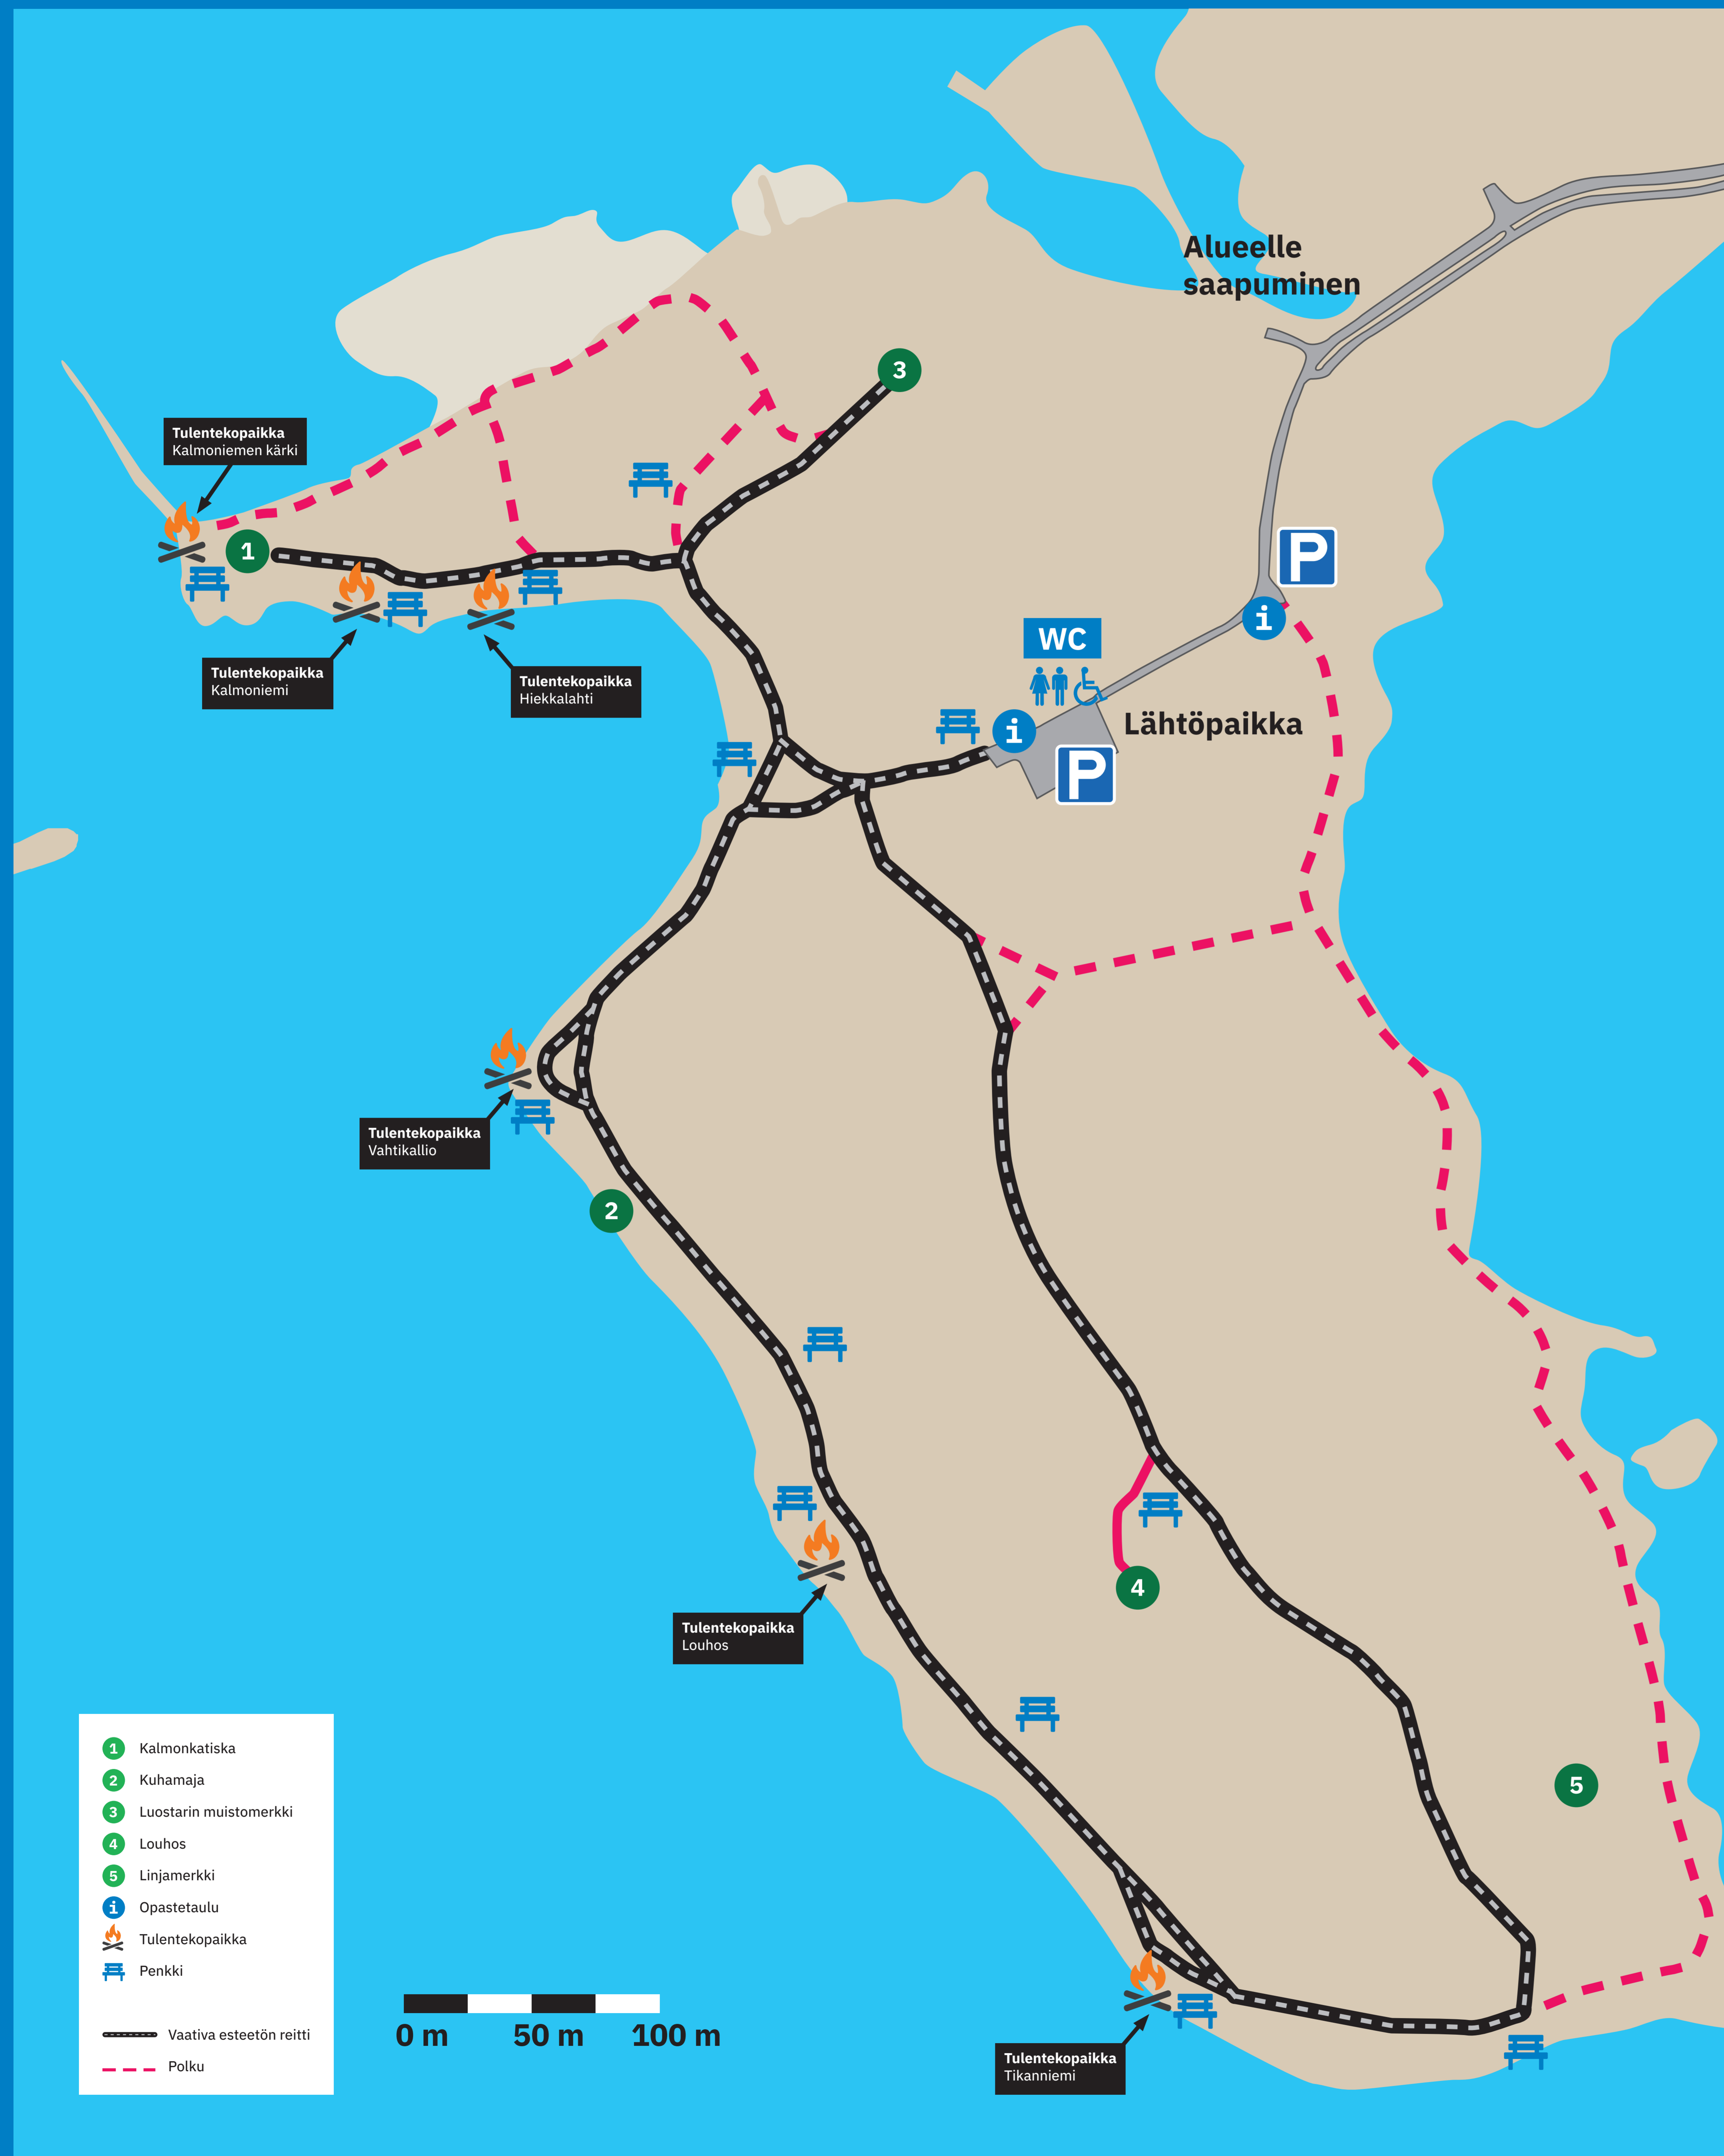 Alueelle
saapuminen
3
Tulentekopaikka
Kalmoniemen kärki
1
P
i
WC
Tulentekopaikka
Kalmoniemi
Tulentekopaikka
Hiekkalahti
i
Lähtöpaikka
P
Tulentekopaikka
Vahtikallio
2
4
Tulentekopaikka
Louhos
5
1 Kalmonkatiska
2 Kuhamaja
3 Luostarin muistomerkki
4 Louhos
5 Linjamerkki
i Opastetaulu
Tulentekopaikka
Penkki
Vaativa esteetön reitti
Polku
0 m 50 m 100 m
Tulentekopaikka
Tikanniemi